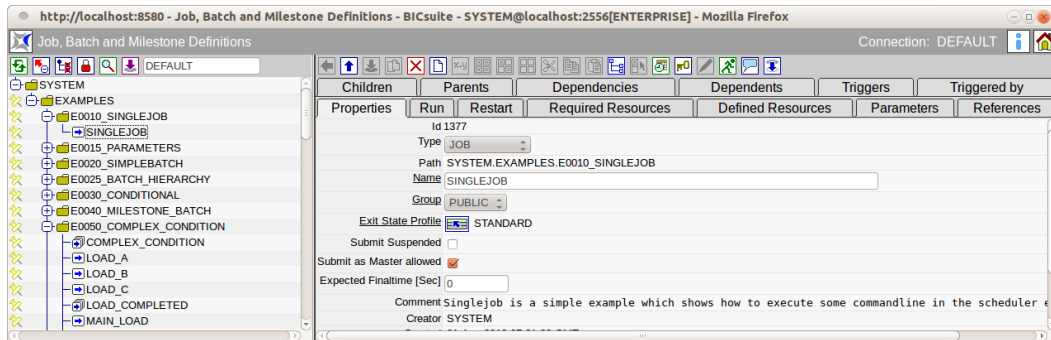 http://localhost:8580 - Job, Batch and Milestone Definitions - BICsuite - SYSTEM@localhost:2556[ENTERPRISE] - Mozilla Firefox
Job, Batch and Milestone Definitions
Connection: DEFAULT
DEFAULT
SYSTEM
EXAMPLES
E0010_SINGLEJOB
SINGLEJOB
E0015_PARAMETERS
E0020_SIMPLEBATCH
E0025_BATCH_HIERARCHY
E0030_CONDITIONAL
E0040_MILESTONE_BATCH
E0050_COMPLEX_CONDITION
COMPLEX_CONDITION
LOAD_A
LOAD_B
LOAD_C
LOAD_COMPLETED
MAIN_LOAD
Children Parents Dependencies Dependents Triggers Triggered by
Properties Run Restart Required Resources Defined Resources Parameters References
Id 1377
Type JOB
Path SYSTEM.EXAMPLES.E0010_SINGLEJOB
Name SINGLEJOB
Group PUBLIC
Exit State Profile STANDARD
Submit Suspended
Submit as Master allowed
Expected Finaltime [Sec] 0
Comment Singlejob is a simple example which shows how to execute some commandline in the scheduler e
Creator SYSTEM